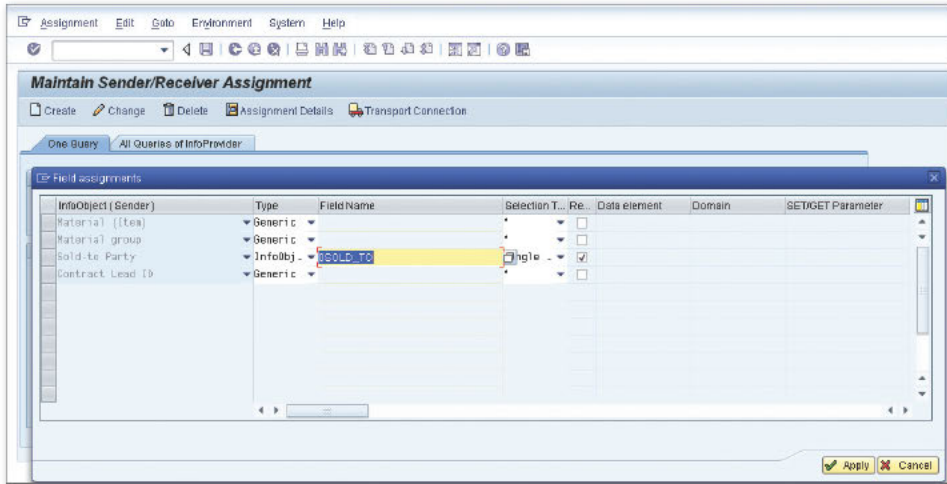 Assignment Edit Goto Environment System Help
Maintain Sender/Receiver Assignment
Create Change Delete Assignment Details Transport Connection
One Query All Queries of InfoProvider
Field assignments
InfoObject (Sender) Type Field Name Selection T... Re... Data element Domain SET/GET Parameter
Material (Item) Generic *
Material group Generic *
Sold-to Party InfoObj.. 0SOLD_TO ngle ..
Contract Lead ID Generic *
Apply Cancel